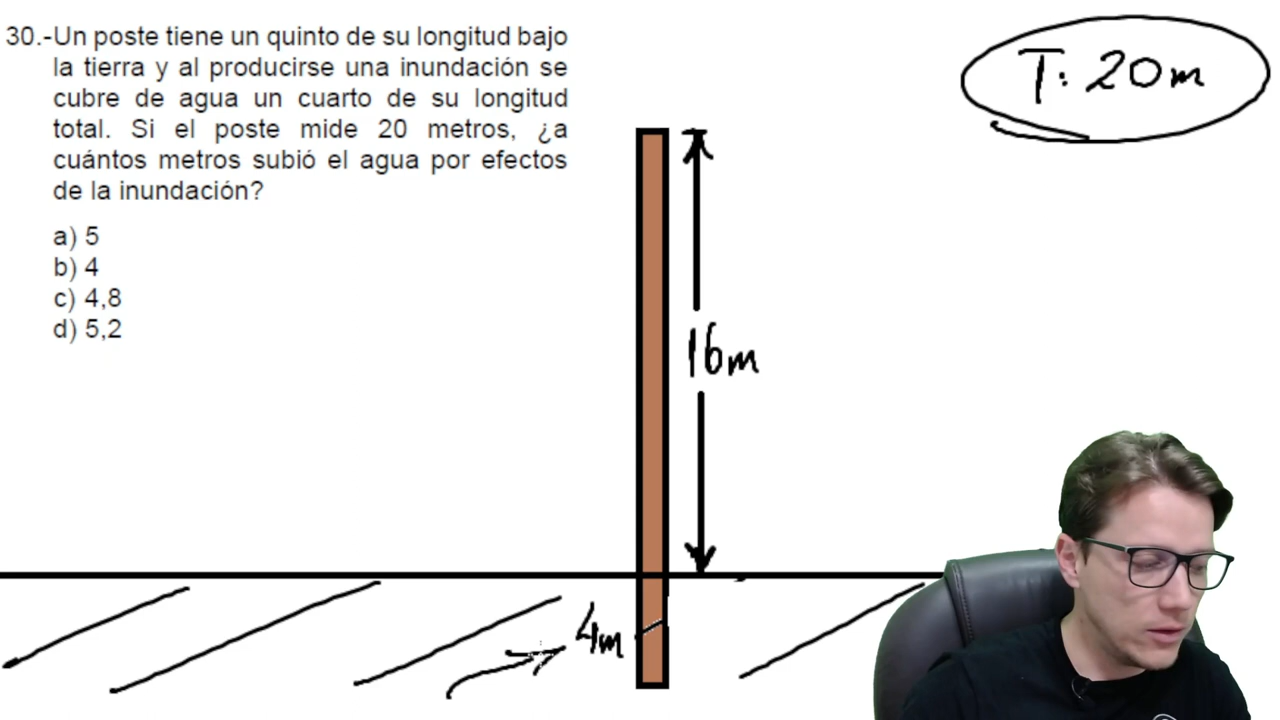 30.-Un poste tiene un quinto de su longitud bajo
la tierra y al producirse una inundación se
cubre de agua un cuarto de su longitud
total. Si el poste mide 20 metros, ¿a
cuántos metros subió el agua por efectos
de la inundación?
a) 5
b) 4
c) 4,8
d) 5,2
T: 20m
16m
4m